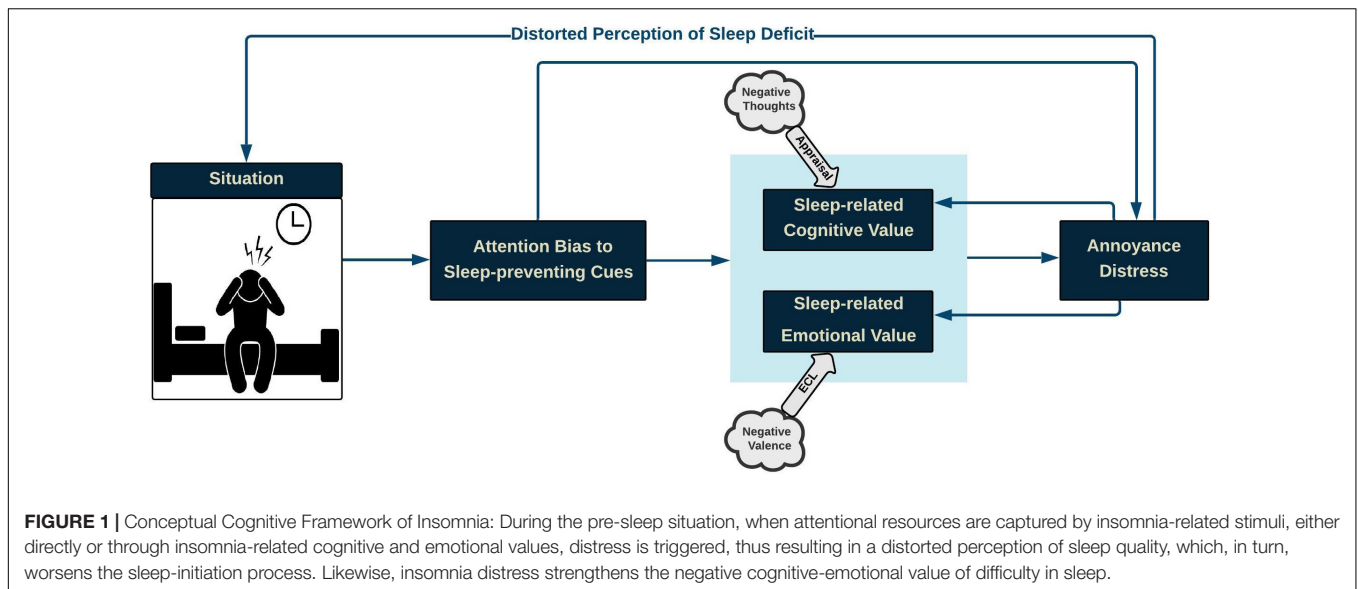 Distorted Perception of Sleep Deficit
Negative
Thoughts
Appraisal
Situation
Sleep-related
Cognitive Value
Attention Bias to
Sleep-preventing Cues
Annoyance
Distress
Sleep-related
Emotional Value
ECL
Negative
Valence
FIGURE 1 | Conceptual Cognitive Framework of Insomnia: During the pre-sleep situation, when attentional resources are captured by insomnia-related stimuli, either
directly or through insomnia-related cognitive and emotional values, distress is triggered, thus resulting in a distorted perception of sleep quality, which, in turn,
worsens the sleep-initiation process. Likewise, insomnia distress strengthens the negative cognitive-emotional value of difficulty in sleep.